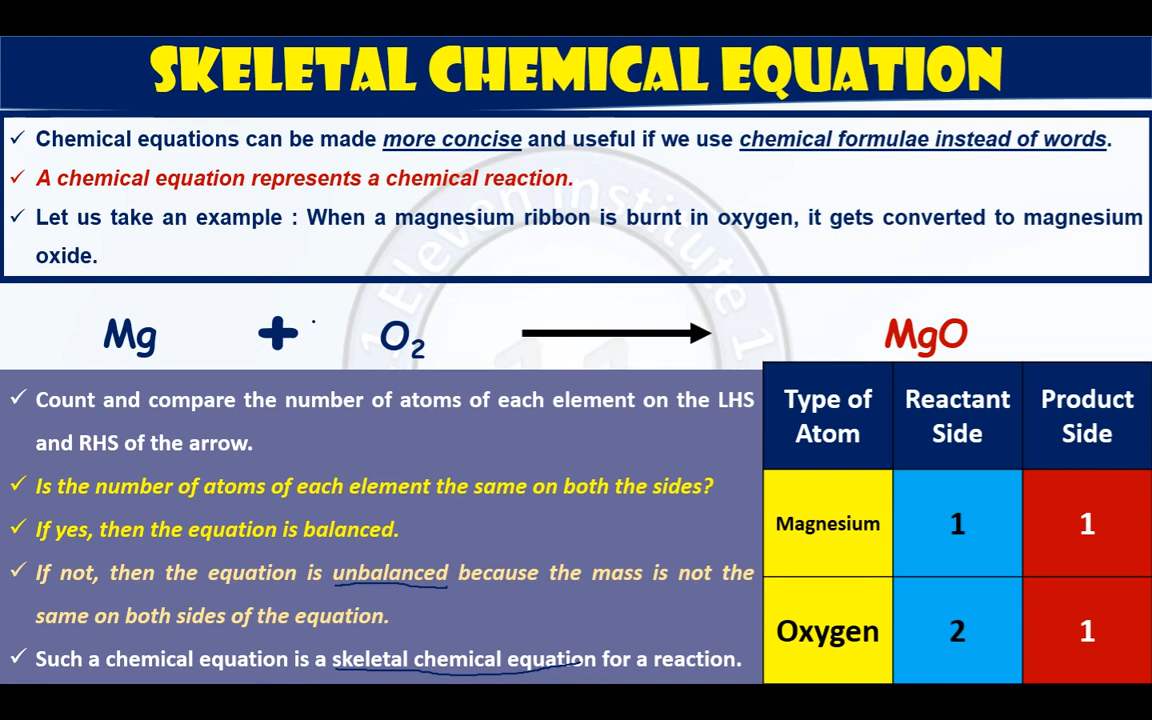 SKELETAL CHEMICAL EQUATION
✓ Chemical equations can be made more concise and useful if we use chemical formulae instead of words.
✓ A chemical equation represents a chemical reaction.
✓ Let us take an example : When a magnesium ribbon is burnt in oxygen, it gets converted to magnesium
oxide.
1 Eleven Institute 1
11
Mg + O₂ → MgO
✓ Count and compare the number of atoms of each element on the LHS
and RHS of the arrow.
✓ Is the number of atoms of each element the same on both the sides?
✓ If yes, then the equation is balanced.
✓ If not, then the equation is unbalanced because the mass is not the
same on both sides of the equation.
✓ Such a chemical equation is a skeletal chemical equation for a reaction.
Type of Reactant Product
Atom Side Side
Magnesium 1 1
Oxygen 2 1